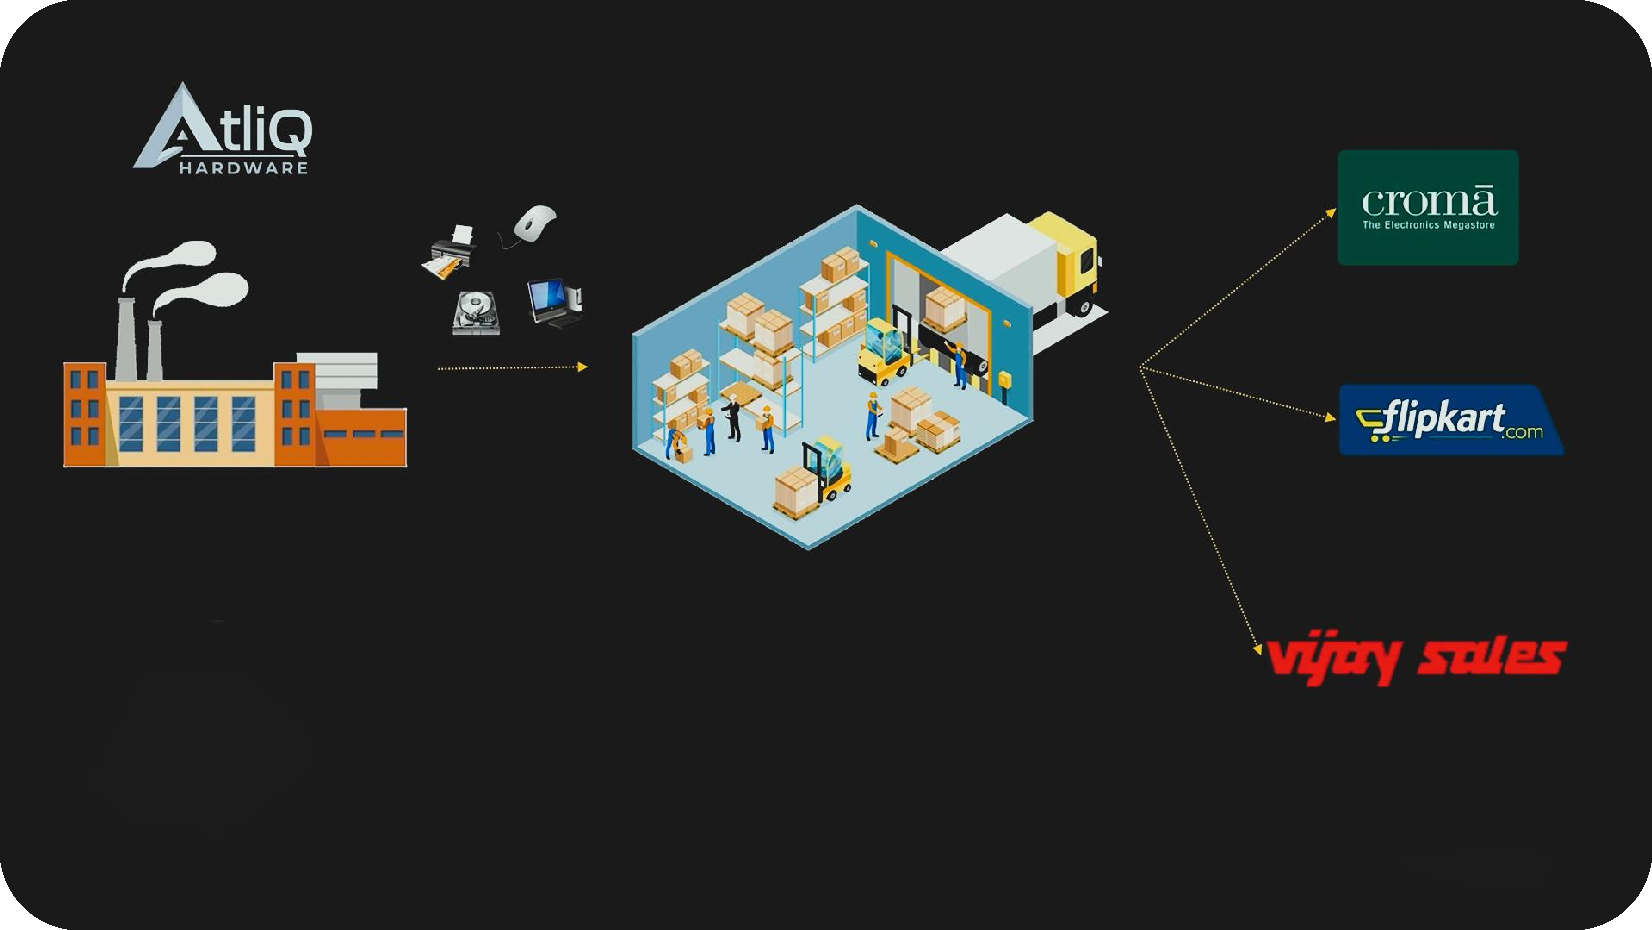 AtliQ
HARDWARE
cromā
The Electronics Megastore
flipkart.com
vijay sales